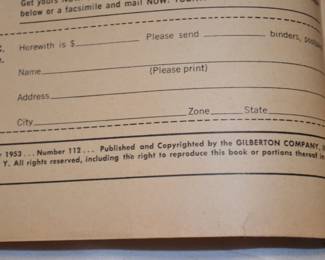 Get yours
below or a facsimile and mail NOW.
Herewith is $ Please send binders,
Name
(Please print)
Address
City Zone State
1953 . . . Number 112 . . . Published and Copyrighted by the GILBERTON COMPANY,
Y. All rights reserved, including the right to reproduce this book or portions thereof in